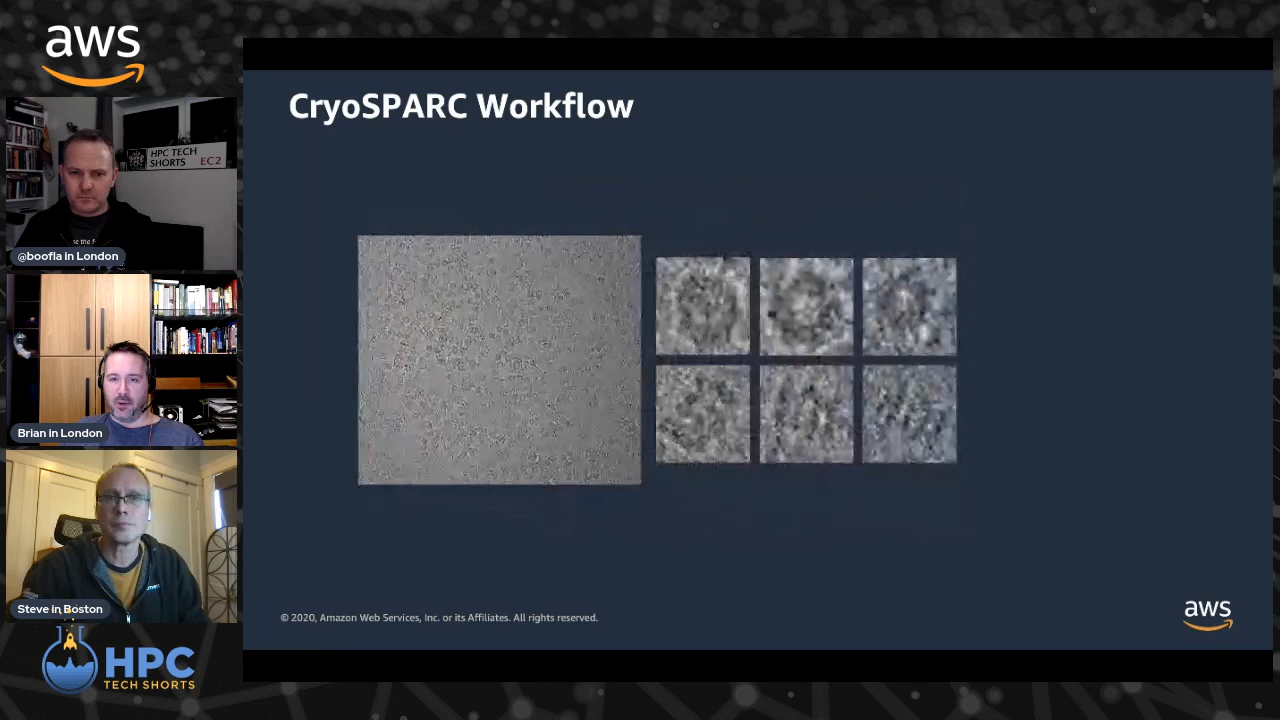 aws
HPC TECH
SHORTS EC2
@boofla in London
Brian in London
Steve in Boston
HPC
TECH SHORTS
CryoSPARC Workflow
© 2020, Amazon Web Services, Inc. or its Affiliates. All rights reserved.
aws